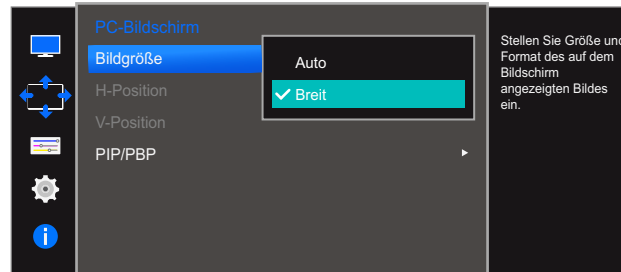 PC-Bildschirm
Bildgröße
Auto
Breit
H-Position
V-Position
PIP/PBP
Stellen Sie Größe und
Format des auf dem
Bildschirm
angezeigten Bildes
ein.